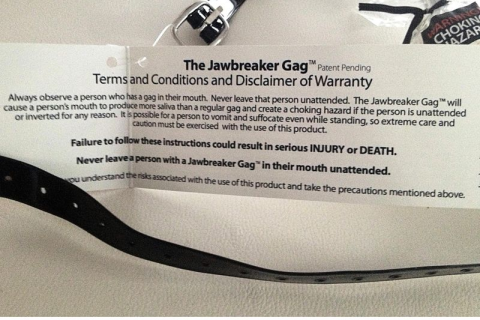 WARNING
CHOKING
HAZARD
The Jawbreaker Gag™ Patent Pending
Terms and Conditions and Disclaimer of Warranty
Always observe a person who has a gag in their mouth. Never leave that person unattended. The Jawbreaker Gag™ will
cause a person's mouth to produce more saliva than a regular gag and create a choking hazard if the person is unattended
or inverted for any reason. It is possible for a person to vomit and suffocate even while standing, so extreme care and
caution must be exercised with the use of this product.
Failure to follow these instructions could result in serious INJURY or DEATH.
Never leave a person with a Jawbreaker Gag™ in their mouth unattended.
you understand the risks associated with the use of this product and take the precautions mentioned above.